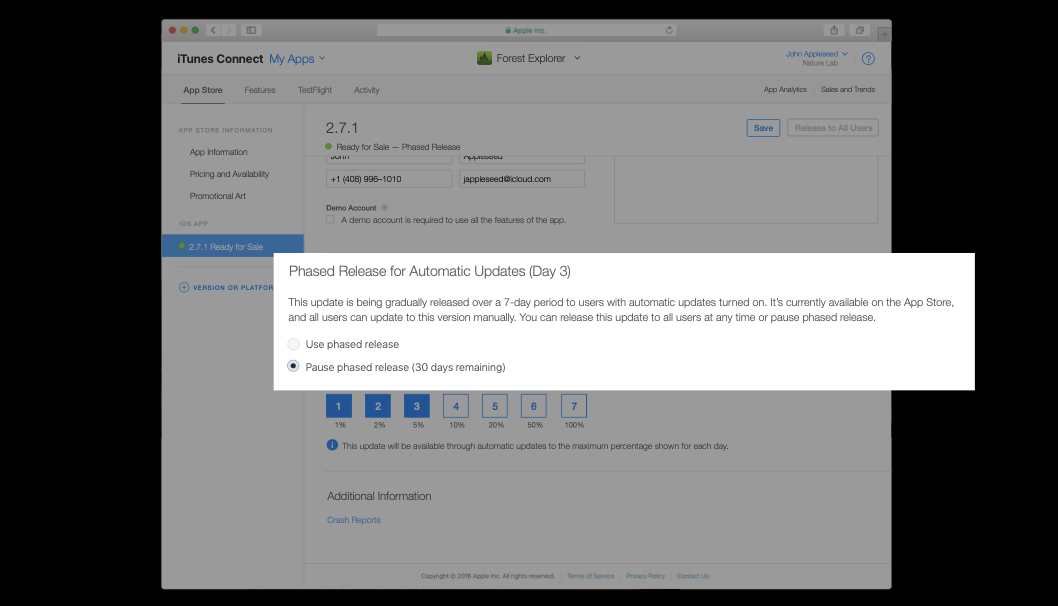 Apple Inc.
iTunes Connect My Apps
Forest Explorer
John Appleseed
Nature Lab
?
App Store Features TestFlight Activity
App Analytics Sales and Trends
APP STORE INFORMATION
App Information
Pricing and Availability
Promotional Art
iOS APP
2.7.1 Ready for Sale
VERSION OR PLATFOR
2.7.1
Save Release to All Users
Ready for Sale — Phased Release
John Appleseed
+1 (408) 996-1010 jappleseed@icloud.com
Demo Account ?
A demo account is required to use all the features of the app.
Phased Release for Automatic Updates (Day 3)
This update is being gradually released over a 7-day period to users with automatic updates turned on. It's currently available on the App Store,
and all users can update to this version manually. You can release this update to all users at any time or pause phased release.
Use phased release
Pause phased release (30 days remaining)
1 2 3 4 5 6 7
1% 2% 5% 10% 20% 50% 100%
This update will be available through automatic updates to the maximum percentage shown for each day.
Additional Information
Crash Reports
Copyright © 2016 Apple Inc. All rights reserved. Terms of Service Privacy Policy Contact Us